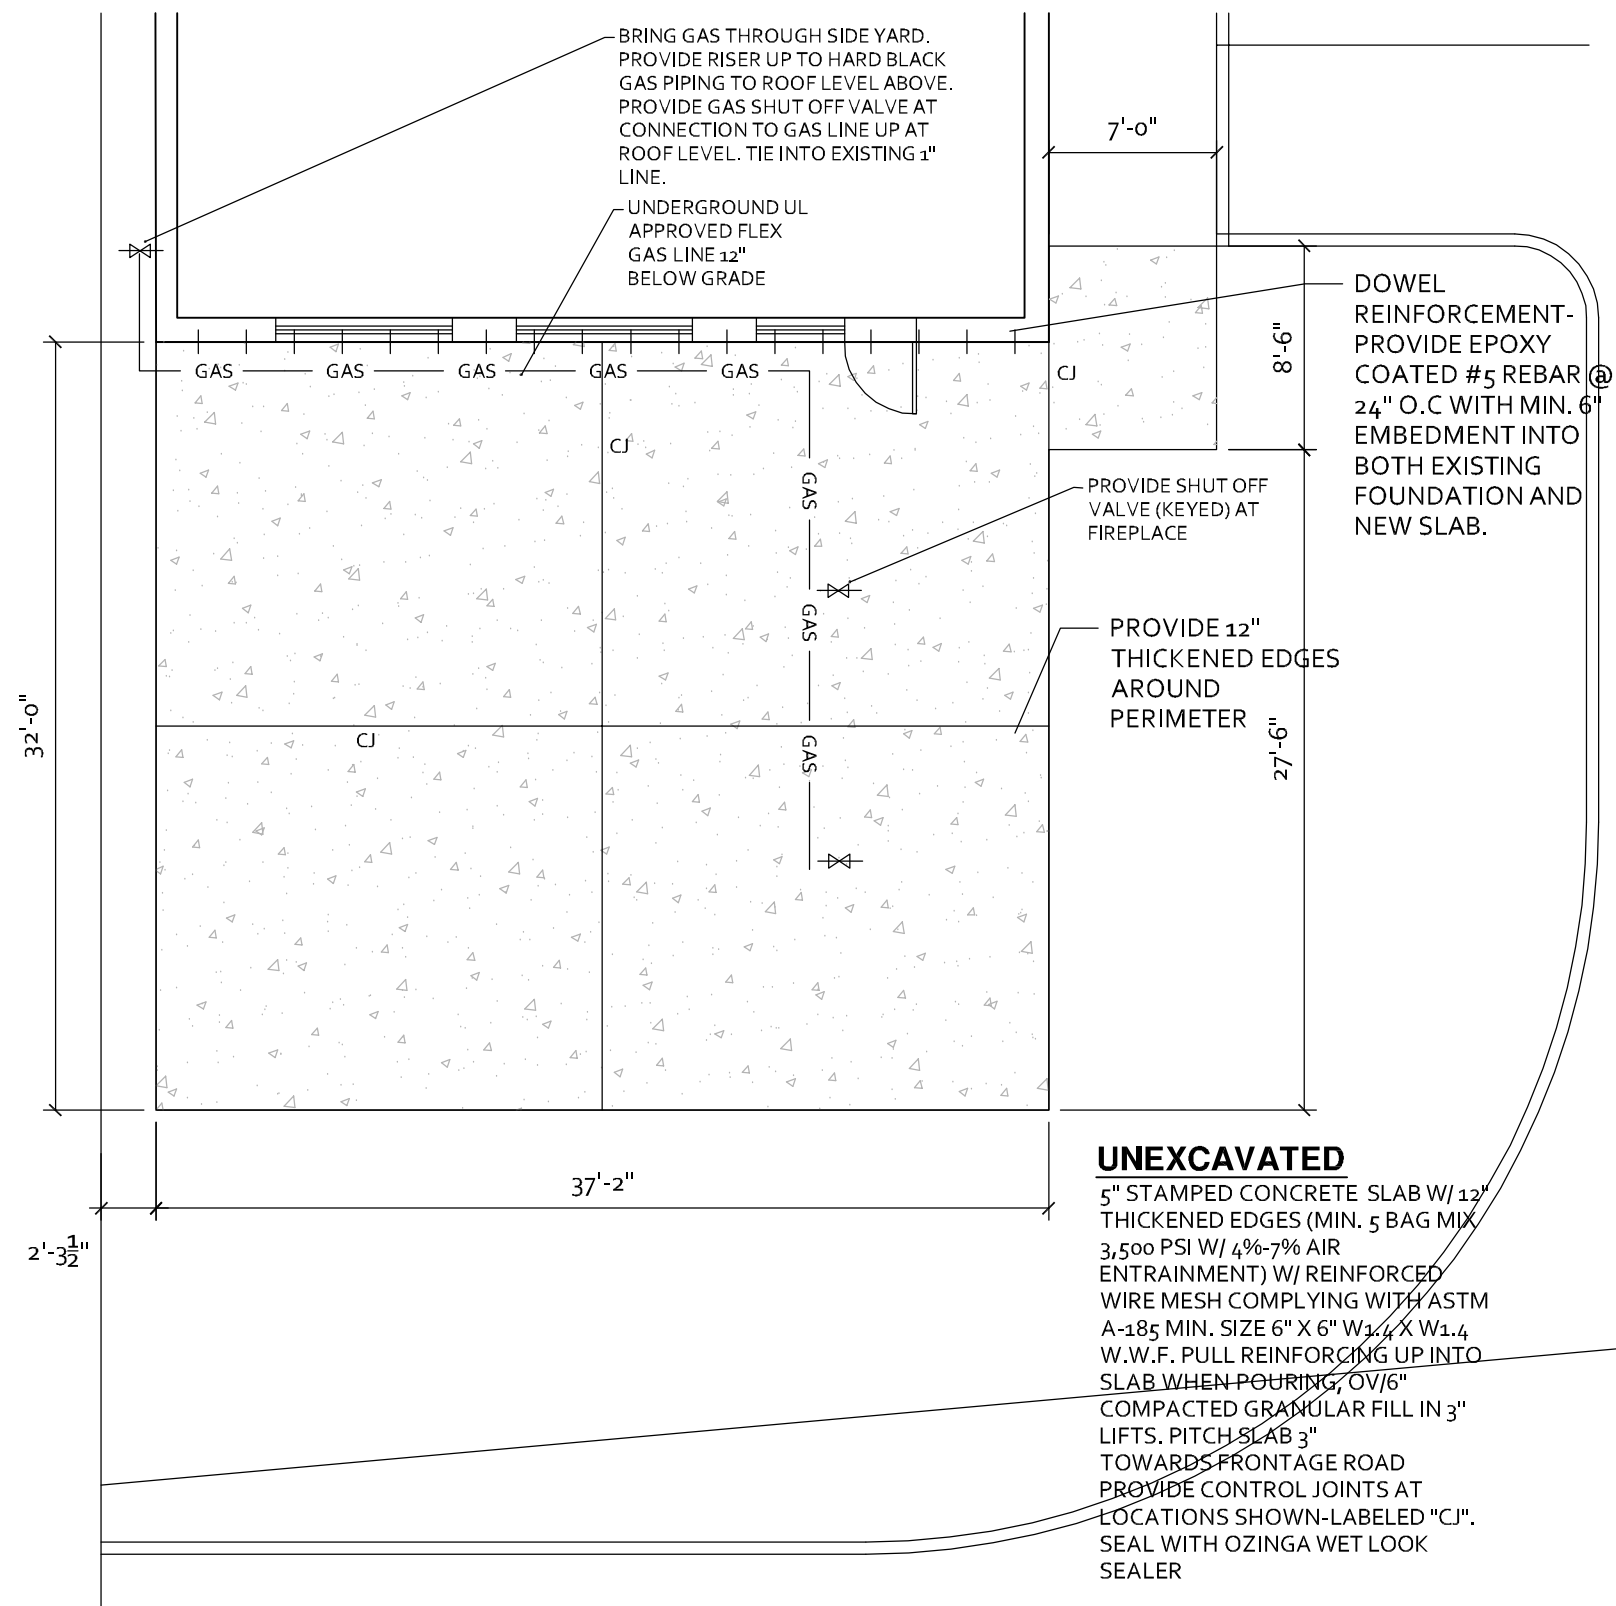 BRING GAS THROUGH SIDE YARD.
PROVIDE RISER UP TO HARD BLACK
GAS PIPING TO ROOF LEVEL ABOVE.
PROVIDE GAS SHUT OFF VALVE AT
CONNECTION TO GAS LINE UP AT
ROOF LEVEL. TIE INTO EXISTING 1"
LINE.
7'-0"
UNDERGROUND UL
APPROVED FLEX
GAS LINE 12"
BELOW GRADE
DOWEL
REINFORCEMENT-
PROVIDE EPOXY
COATED #5 REBAR @
24" O.C WITH MIN. 6"
EMBEDMENT INTO
BOTH EXISTING
FOUNDATION AND
NEW SLAB.
8'-6"
GAS
GAS
GAS
GAS
GAS
CJ
CJ
GAS
PROVIDE SHUT OFF
VALVE (KEYED) AT
FIREPLACE
GAS
PROVIDE 12"
THICKENED EDGES
AROUND
PERIMETER
32'-0"
CJ
GAS
27'-6"
37'-2"
2'-3½"
UNEXCAVATED
5" STAMPED CONCRETE SLAB W/ 12"
THICKENED EDGES (MIN. 5 BAG MIX
3,500 PSI W/ 4%-7% AIR
ENTRAINMENT) W/ REINFORCED
WIRE MESH COMPLYING WITH ASTM
A-185 MIN. SIZE 6" X 6" W1.4 X W1.4
W.W.F. PULL REINFORCING UP INTO
SLAB WHEN POURING, OV/6"
COMPACTED GRANULAR FILL IN 3"
LIFTS. PITCH SLAB 3"
TOWARDS FRONTAGE ROAD
PROVIDE CONTROL JOINTS AT
LOCATIONS SHOWN-LABELED "CJ".
SEAL WITH OZINGA WET LOOK
SEALER